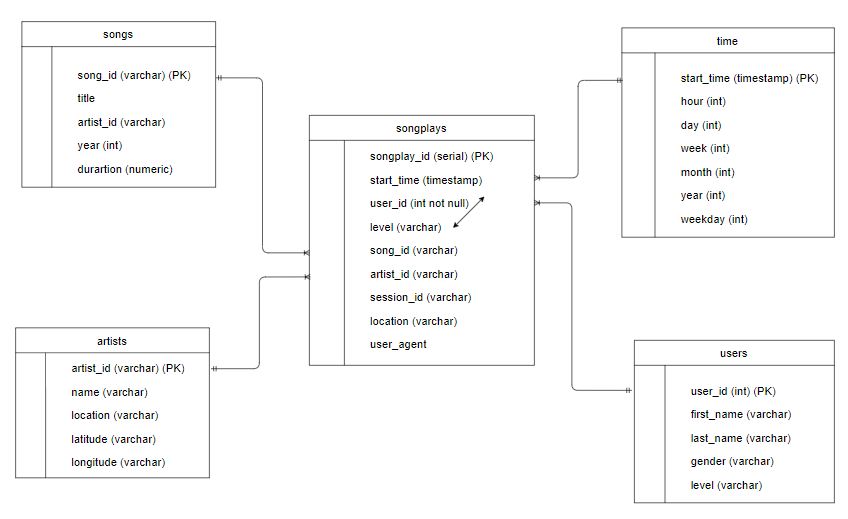 songs
song_id (varchar) (PK)
title
artist_id (varchar)
year (int)
durartion (numeric)
artists
artist_id (varchar) (PK)
name (varchar)
location (varchar)
latitude (varchar)
longitude (varchar)
songplays
songplay_id (serial) (PK)
start_time (timestamp)
user_id (int not null)
level (varchar)
song_id (varchar)
artist_id (varchar)
session_id (varchar)
location (varchar)
user_agent
time
start_time (timestamp) (PK)
hour (int)
day (int)
week (int)
month (int)
year (int)
weekday (int)
users
user_id (int) (PK)
first_name (varchar)
last_name (varchar)
gender (varchar)
level (varchar)